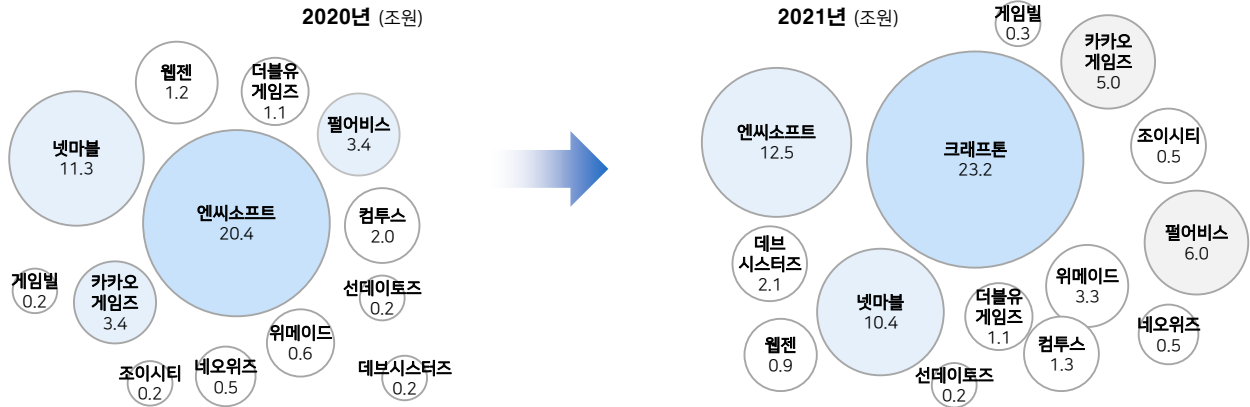 2020년 (조원)
웹젠
1.2
더블유
게임즈
1.1
펄어비스
3.4
넷마블
11.3
엔씨소프트
20.4
컴투스
2.0
게임빌
0.2
카카오
게임즈
3.4
선데이토즈
0.2
위메이드
0.6
조이시티
0.2
네오위즈
0.5
데브시스터즈
0.2
2021년 (조원)
게임빌
0.3
카카오
게임즈
5.0
엔씨소프트
12.5
크래프톤
23.2
조이시티
0.5
펄어비스
6.0
데브
시스터즈
2.1
넷마블
10.4
더블유
게임즈
1.1
위메이드
3.3
웹젠
0.9
컴투스
1.3
네오위즈
0.5
선데이토즈
0.2